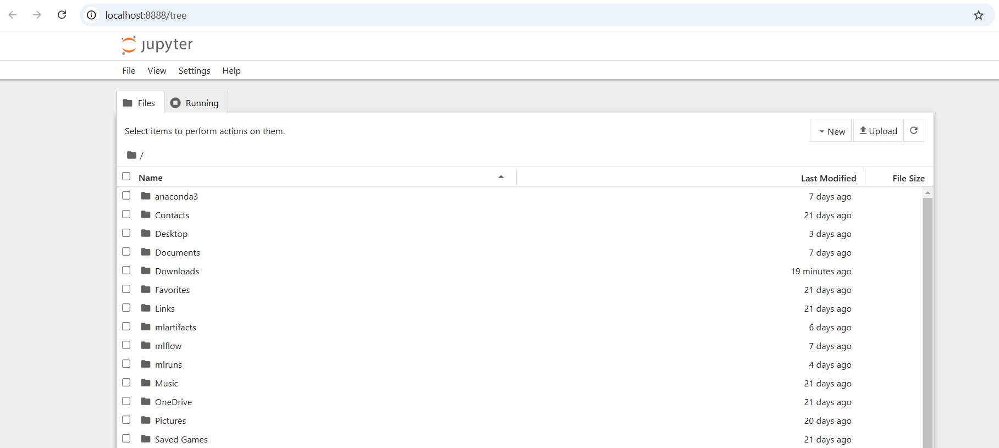 localhost:8888/tree
jupyter
File View Settings Help
Files Running
Select items to perform actions on them.
New Upload
/
Name Last Modified File Size
anaconda3 7 days ago
Contacts 21 days ago
Desktop 3 days ago
Documents 7 days ago
Downloads 19 minutes ago
Favorites 21 days ago
Links 21 days ago
mlartifacts 6 days ago
mlflow 7 days ago
mlruns 4 days ago
Music 21 days ago
OneDrive 21 days ago
Pictures 20 days ago
Saved Games 21 days ago